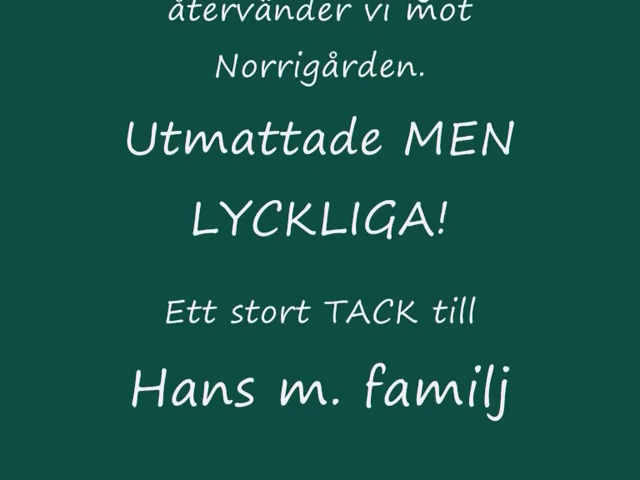 återvänder vi mot
Norrigården.
Utmattade MEN
LYCKLIGA!
Ett stort TACK till
Hans m. familj